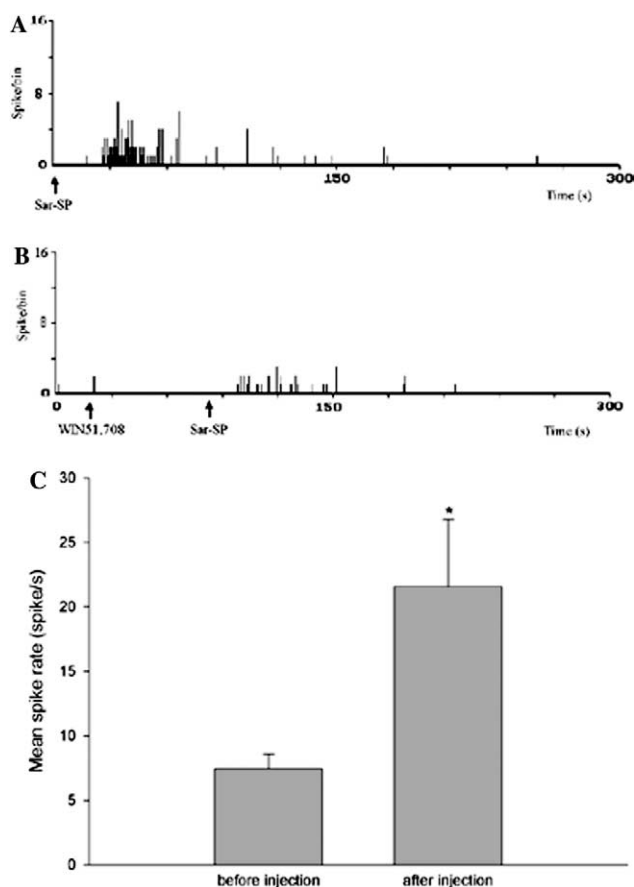 A
16
8
0
Spike/bin
150
300
Sar-SP
Time (s)
B
16
8
0
Spike/bin
0
150
300
WIN51,708
Sar-SP
Time (s)
C
30
25
20
15
10
5
0
Mean spike rate (spike/s)
*
before injection
after injection